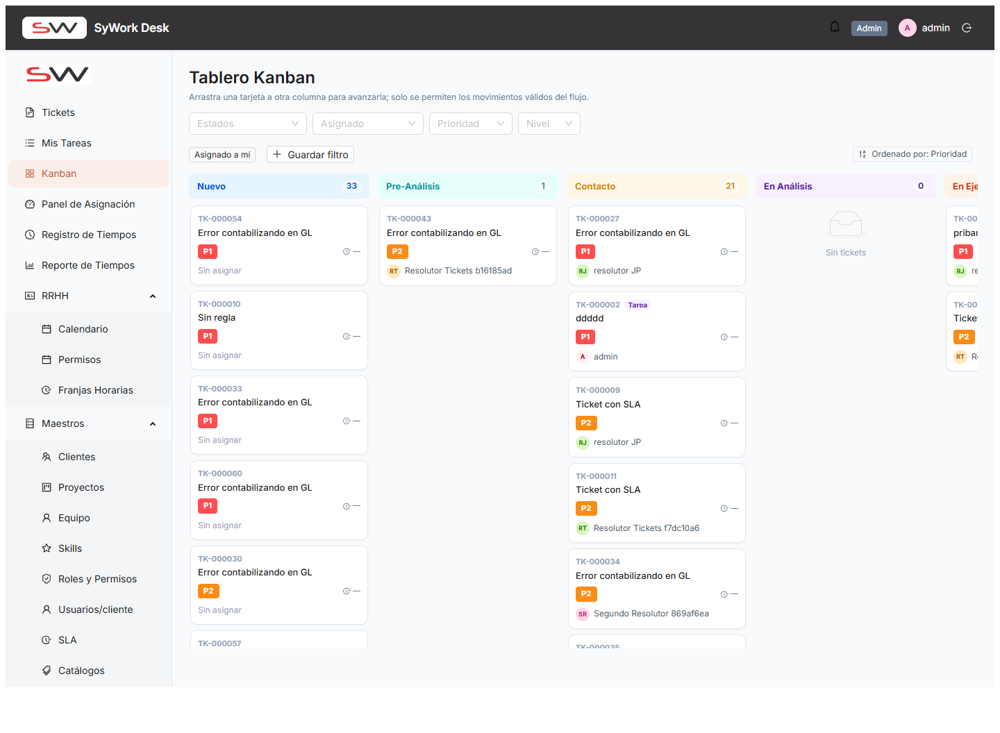 SW SyWork Desk Admin A admin
SW
Tickets
Mis Tareas
Kanban
Panel de Asignación
Registro de Tiempos
Reporte de Tiempos
RRHH
Calendario
Permisos
Franjas Horarias
Maestros
Clientes
Proyectos
Equipo
Skills
Roles y Permisos
Usuarios/cliente
SLA
Catálogos
Tablero Kanban
Arrastra una tarjeta a otra columna para avanzarla; solo se permiten los movimientos válidos del flujo.
Estados Asignado Prioridad Nivel
Asignado a mí + Guardar filtro Ordenado por: Prioridad
Nuevo 33
TK-000054
Error contabilizando en GL
P1 —
Sin asignar
TK-000010
Sin regla
P1 —
Sin asignar
TK-000033
Error contabilizando en GL
P1 —
Sin asignar
TK-000060
Error contabilizando en GL
P1 —
Sin asignar
TK-000030
Error contabilizando en GL
P2 —
Sin asignar
TK-000057
Pre-Análisis 1
TK-000043
Error contabilizando en GL
P2 —
RT Resolutor Tickets b16185ad
Contacto 21
TK-000027
Error contabilizando en GL
P1 —
RJ resolutor JP
TK-000002 Tarea
ddddd
P1 —
A admin
TK-000009
Ticket con SLA
P2 —
RJ resolutor JP
TK-000011
Ticket con SLA
P2 —
RT Resolutor Tickets f7dc10a6
TK-000034
Error contabilizando en GL
P2 —
SR Segundo Resolutor 869af6ea
TK-000035
En Análisis 0
Sin tickets
En Eje
TK-00
pribar
P1
RJ re
TK-00
Ticke
P2
RT Re